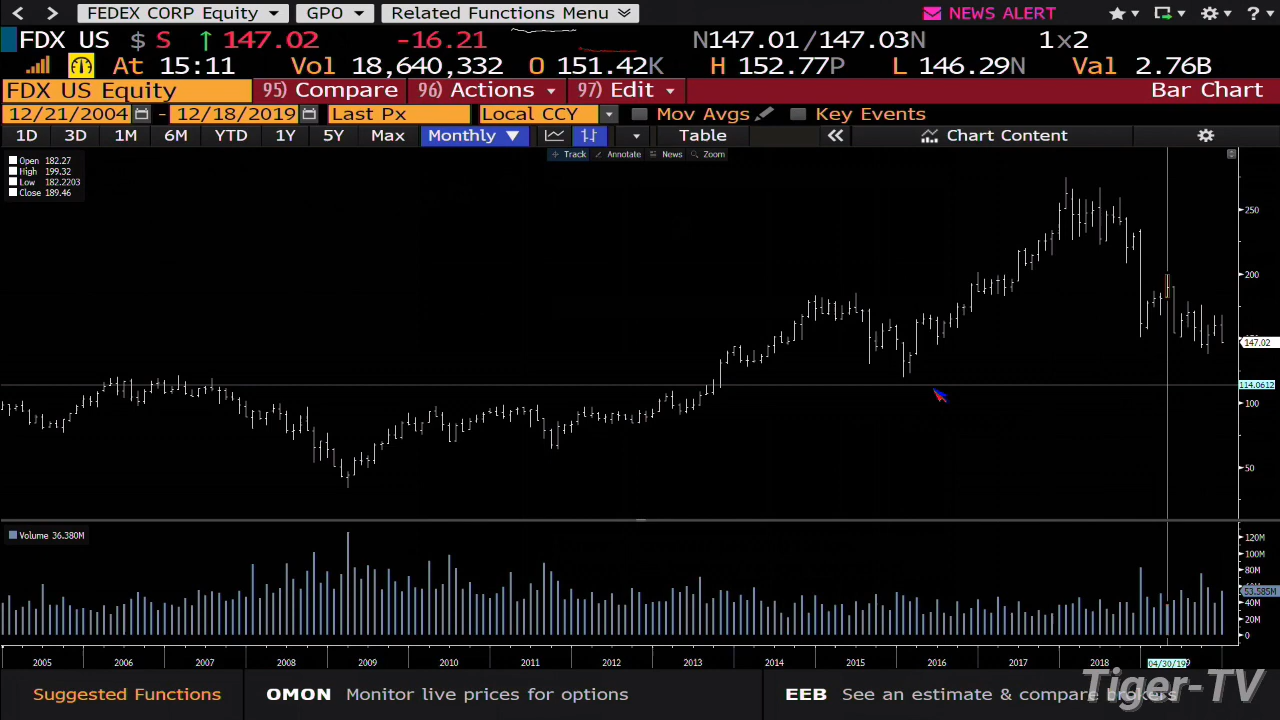 FEDEX CORP Equity GPO Related Functions Menu NEWS ALERT ?
FDX US $ S ↑ 147.02 -16.21 N147.01/147.03N 1x2
At 15:11 Vol 18,640,332 O 151.42K H 152.77P L 146.29N Val 2.76B
FDX US Equity 95) Compare 96) Actions 97) Edit Bar Chart
12/21/2004 - 12/18/2019 Last Px Local CCY Mov Avgs Key Events
1D 3D 1M 6M YTD 1Y 5Y Max Monthly ▼ Table « Chart Content
Track Annotate News Zoom
Open 182.27
High 199.32
Low 182.2203
Close 189.46
250
200
147.02
114.0612
100
50
Volume 36.380M
120M
100M
80M
53.585M
40M
20M
0
2005 2006 2007 2008 2009 2010 2011 2012 2013 2014 2015 2016 2017 2018 04/30/19
Suggested Functions OMON Monitor live prices for options EEB See an estimate & compare brokers
Tiger-TV